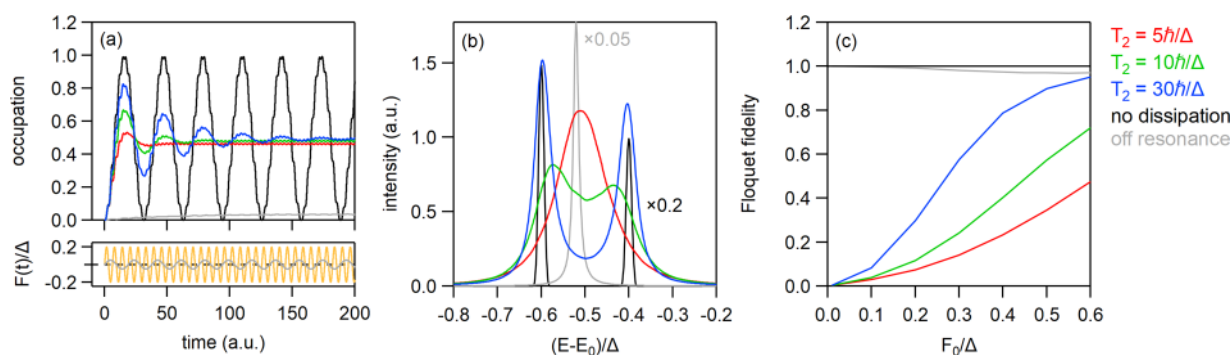 (a)
occupation
1.2
1.0
0.8
0.6
0.4
0.2
0.0
F(t)/Δ
0.2
-0.2
0 50 100 150 200
time (a.u.)
(b)
×0.05
×0.2
intensity (a.u.)
1.5
1.0
0.5
0.0
-0.8 -0.7 -0.6 -0.5 -0.4 -0.3 -0.2
(E-E₀)/Δ
(c)
Floquet fidelity
1.2
1.0
0.8
0.6
0.4
0.2
0.0
0.0 0.1 0.2 0.3 0.4 0.5 0.6
F₀/Δ
T₂ = 5ℏ/Δ
T₂ = 10ℏ/Δ
T₂ = 30ℏ/Δ
no dissipation
off resonance